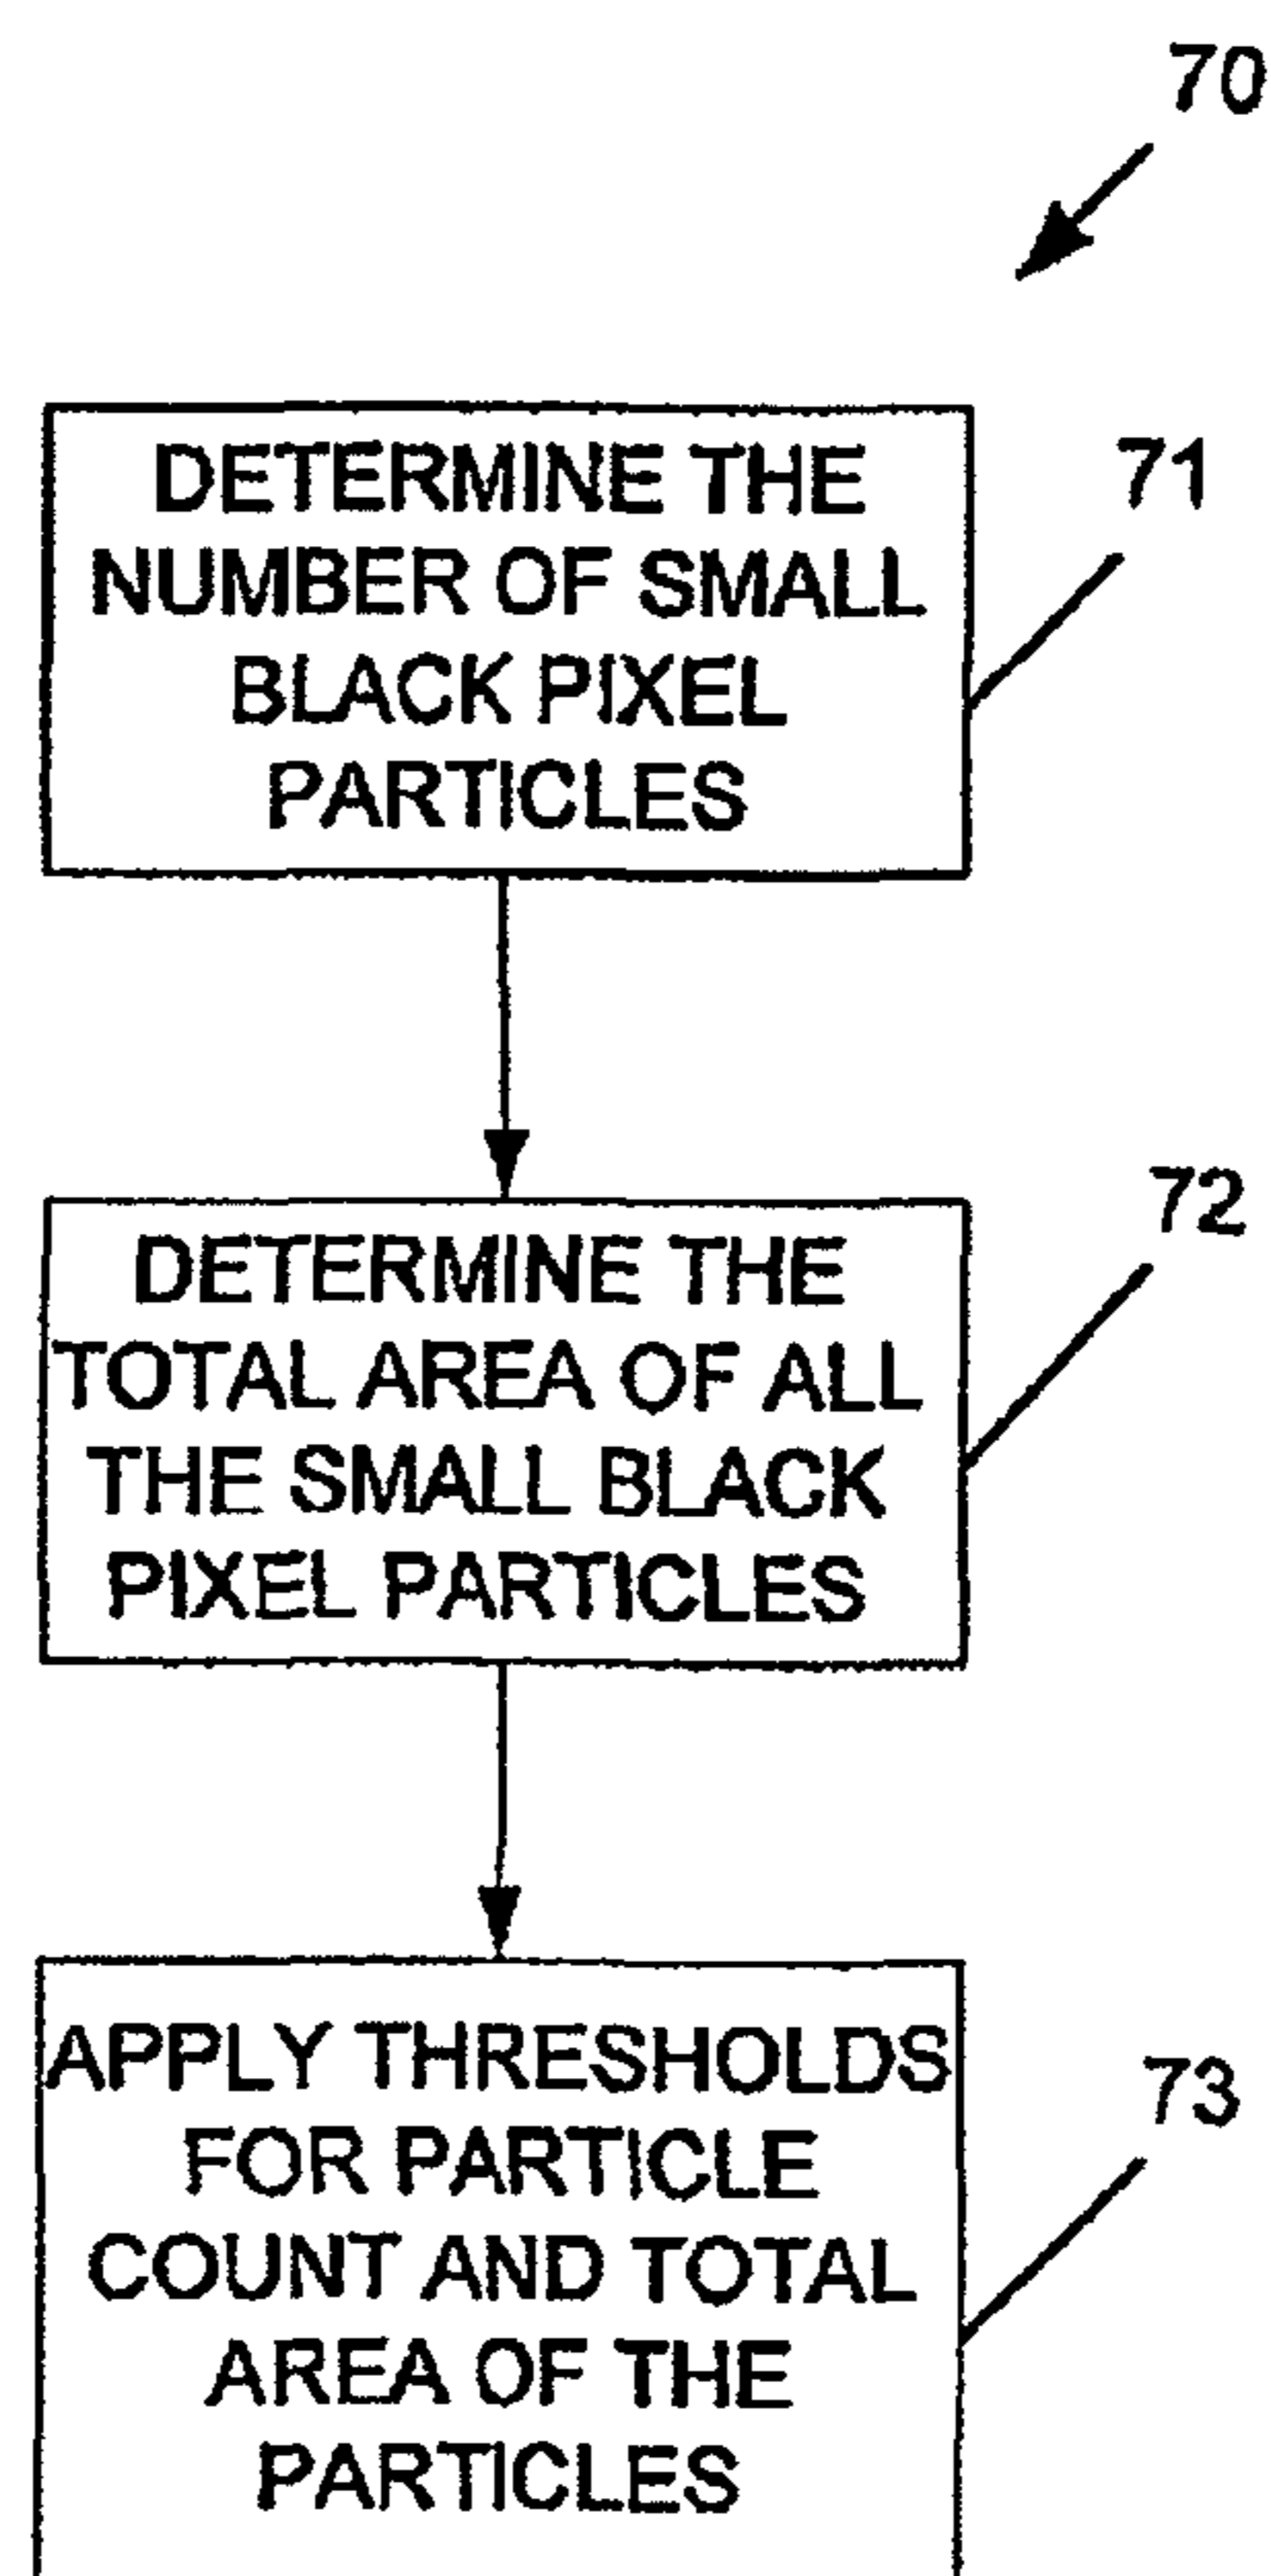 70
DETERMINE THE
NUMBER OF SMALL
BLACK PIXEL
PARTICLES
71
DETERMINE THE
TOTAL AREA OF ALL
THE SMALL BLACK
PIXEL PARTICLES
72
APPLY THRESHOLDS
FOR PARTICLE
COUNT AND TOTAL
AREA OF THE
PARTICLES
73